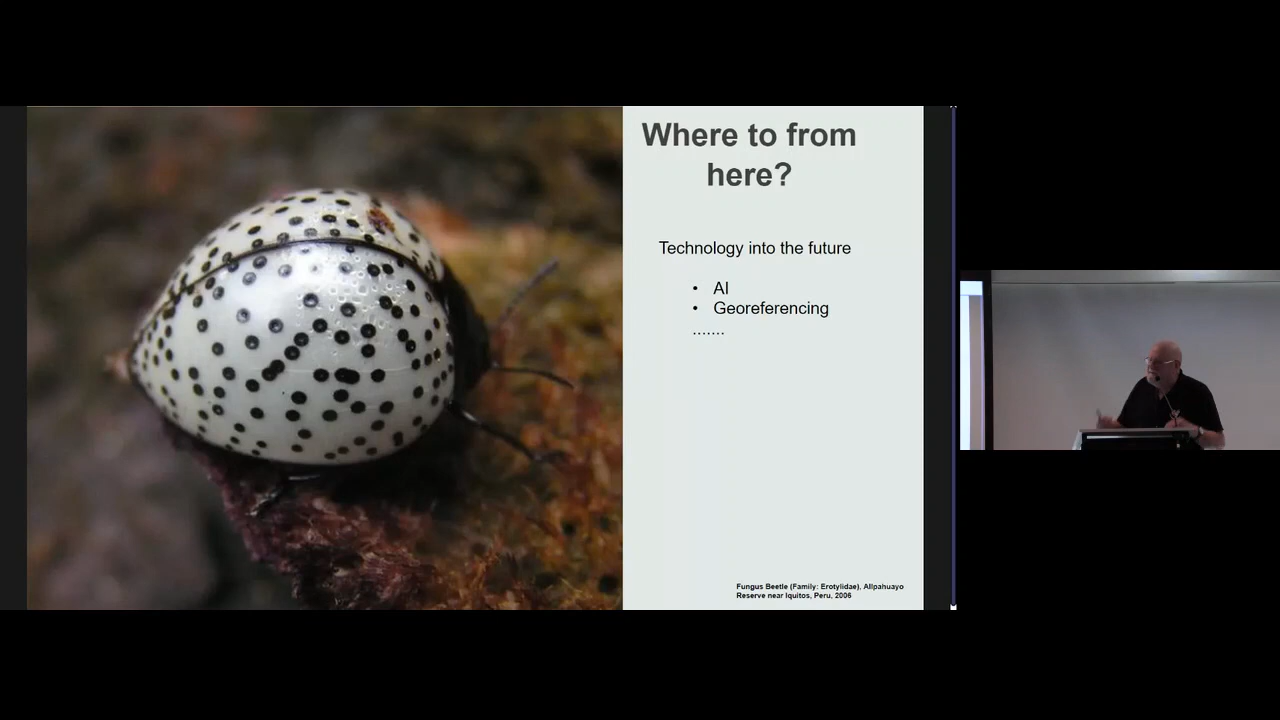 Where to from
here?
Technology into the future
• AI
• Georeferencing
.......
Fungus Beetle (Family: Erotylidae), Allpahuayo
Reserve near Iquitos, Peru, 2006